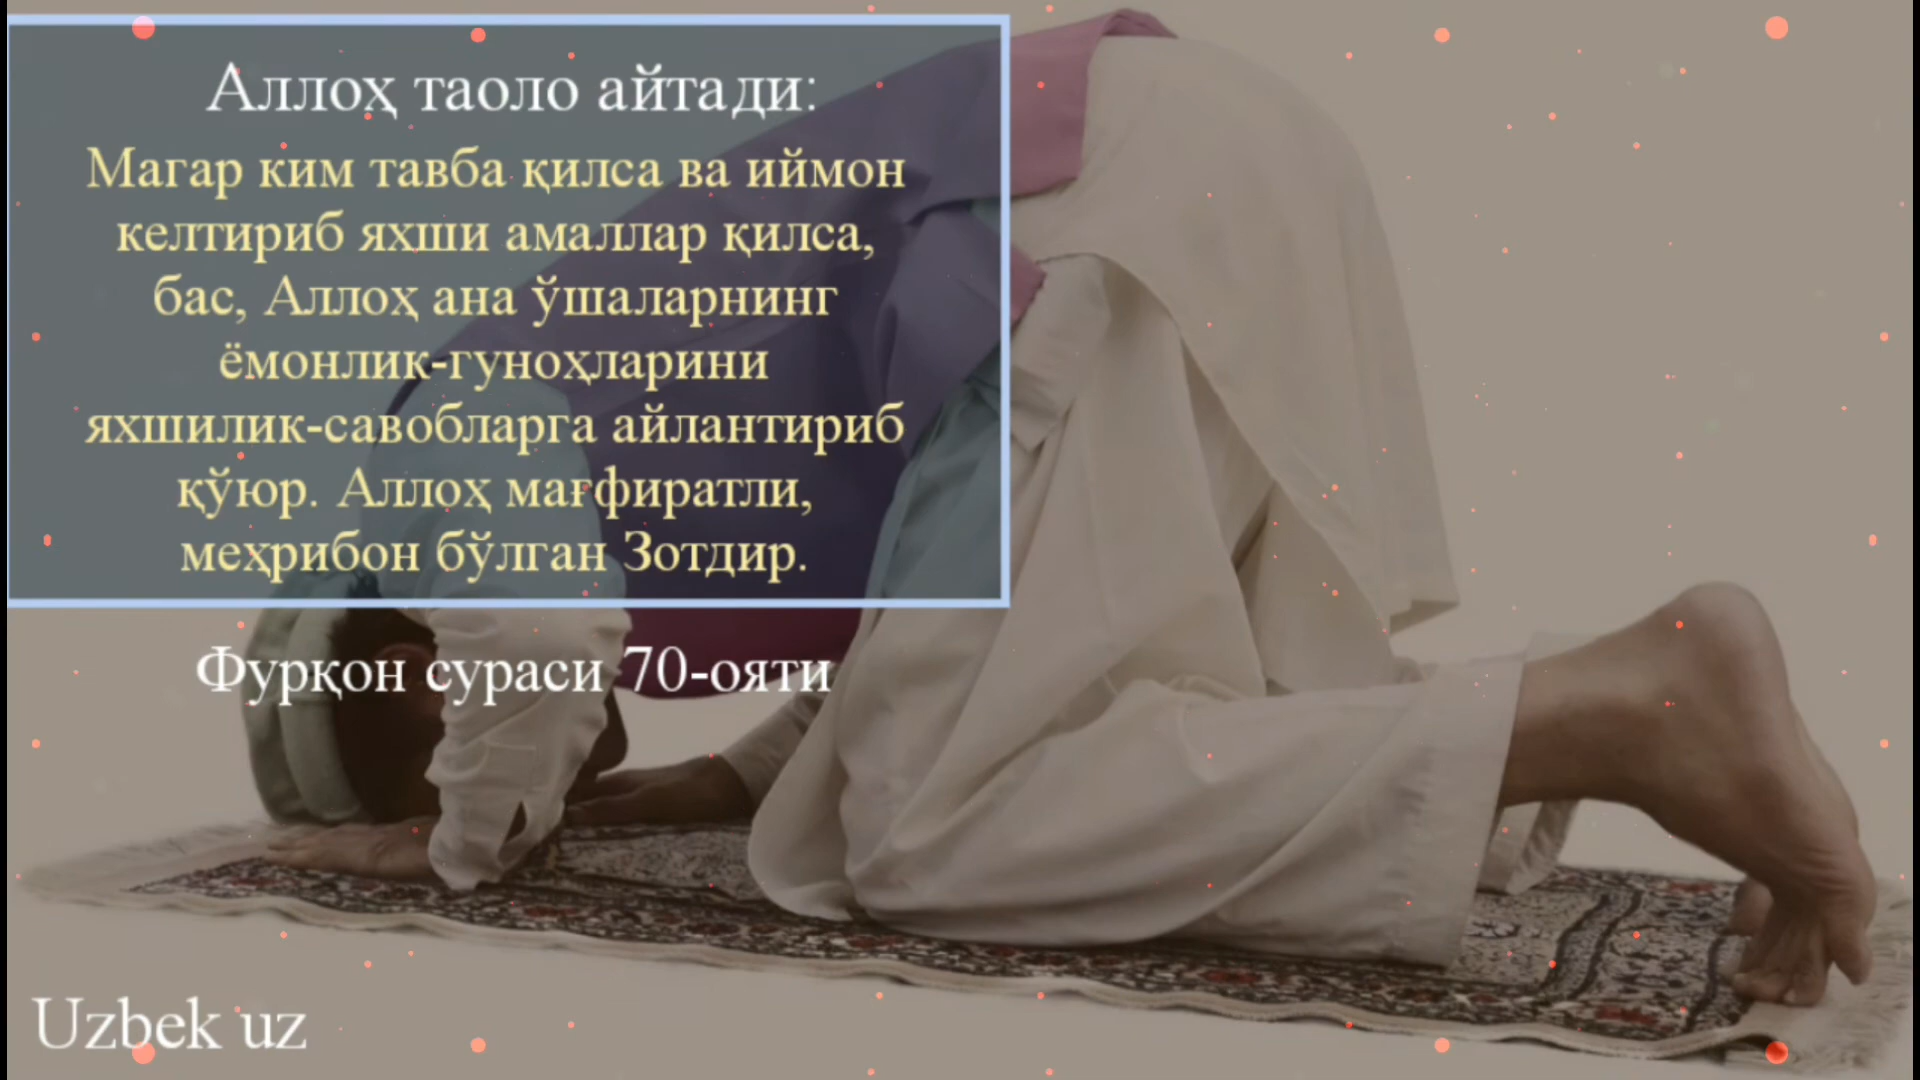 Аллоҳ таоло айтади:
Магар ким тавба қилса ва иймон
келтириб яхши амаллар қилса,
бас, Аллоҳ ана ўшаларнинг
ёмонлик-гуноҳларини
яхшилик-савобларга айлантириб
қўюр. Аллоҳ мағфиратли,
меҳрибон бўлган Зотдир.
Фурқон сураси 70-ояти
Uzbek uz